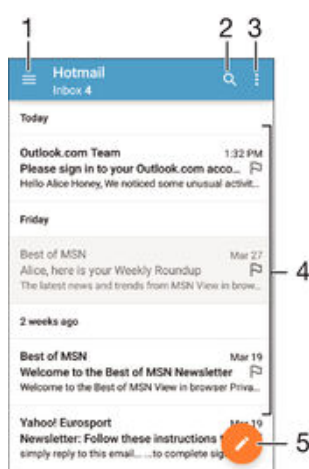 1 2 3
Hotmail
Inbox 4
Today
Outlook.com Team 1:32 PM
Please sign in to your Outlook.com acco...
Hello Alice Honey, We noticed some unusual activit...
Friday
Best of MSN Mar 27
Alice, here is your Weekly Roundup
The latest news and trends from MSN View in brow...
4
2 weeks ago
Best of MSN Mar 19
Welcome to the Best of MSN Newsletter
Welcome to the Best of MSN View in browser Priva...
Yahoo! Eurosport Mar 19
Newsletter: Follow these instructions
simply reply to this email... ...to complete
5